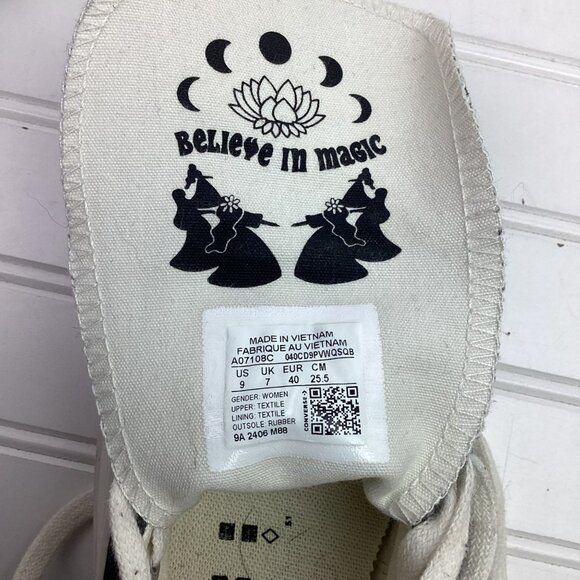 BeLieve in magic
MADE IN VIETNAM
FABRIQUE AU VIETNAM
A07108C 040CD9PVWQSQB
US UK EUR CM
9 7 40 25.5
GENDER: WOMEN
UPPER: TEXTILE
LINING: TEXTILE
OUTSOLE: RUBBER
9A 2406 M88
CONVERSE